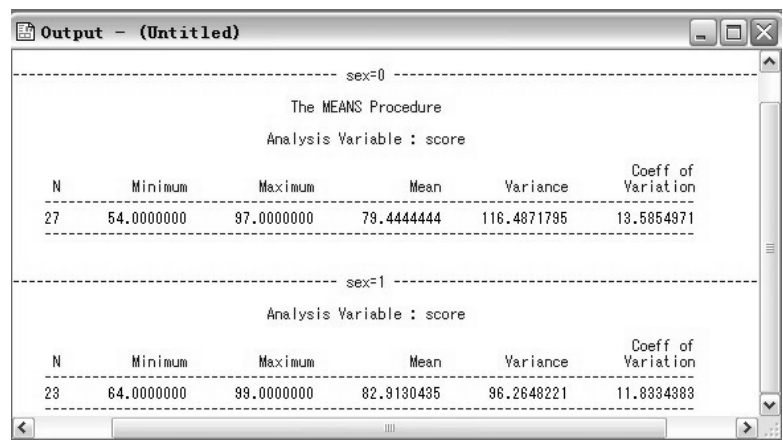 Output - (Untitled)
sex=0
The MEANS Procedure
Analysis Variable : score
Coeff of
N Minimum Maximum Mean Variance Variation
27 54.0000000 97.0000000 79.4444444 116.4871795 13.5854971
sex=1
Analysis Variable : score
Coeff of
N Minimum Maximum Mean Variance Variation
23 64.0000000 99.0000000 82.9130435 96.2648221 11.8334383